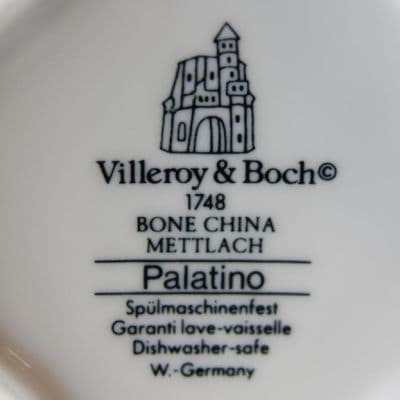 Villeroy & Boch©
1748
BONE CHINA
METTLACH
Palatino
Spülmaschinenfest
Garanti lave-vaisselle
Dishwasher-safe
W.-Germany